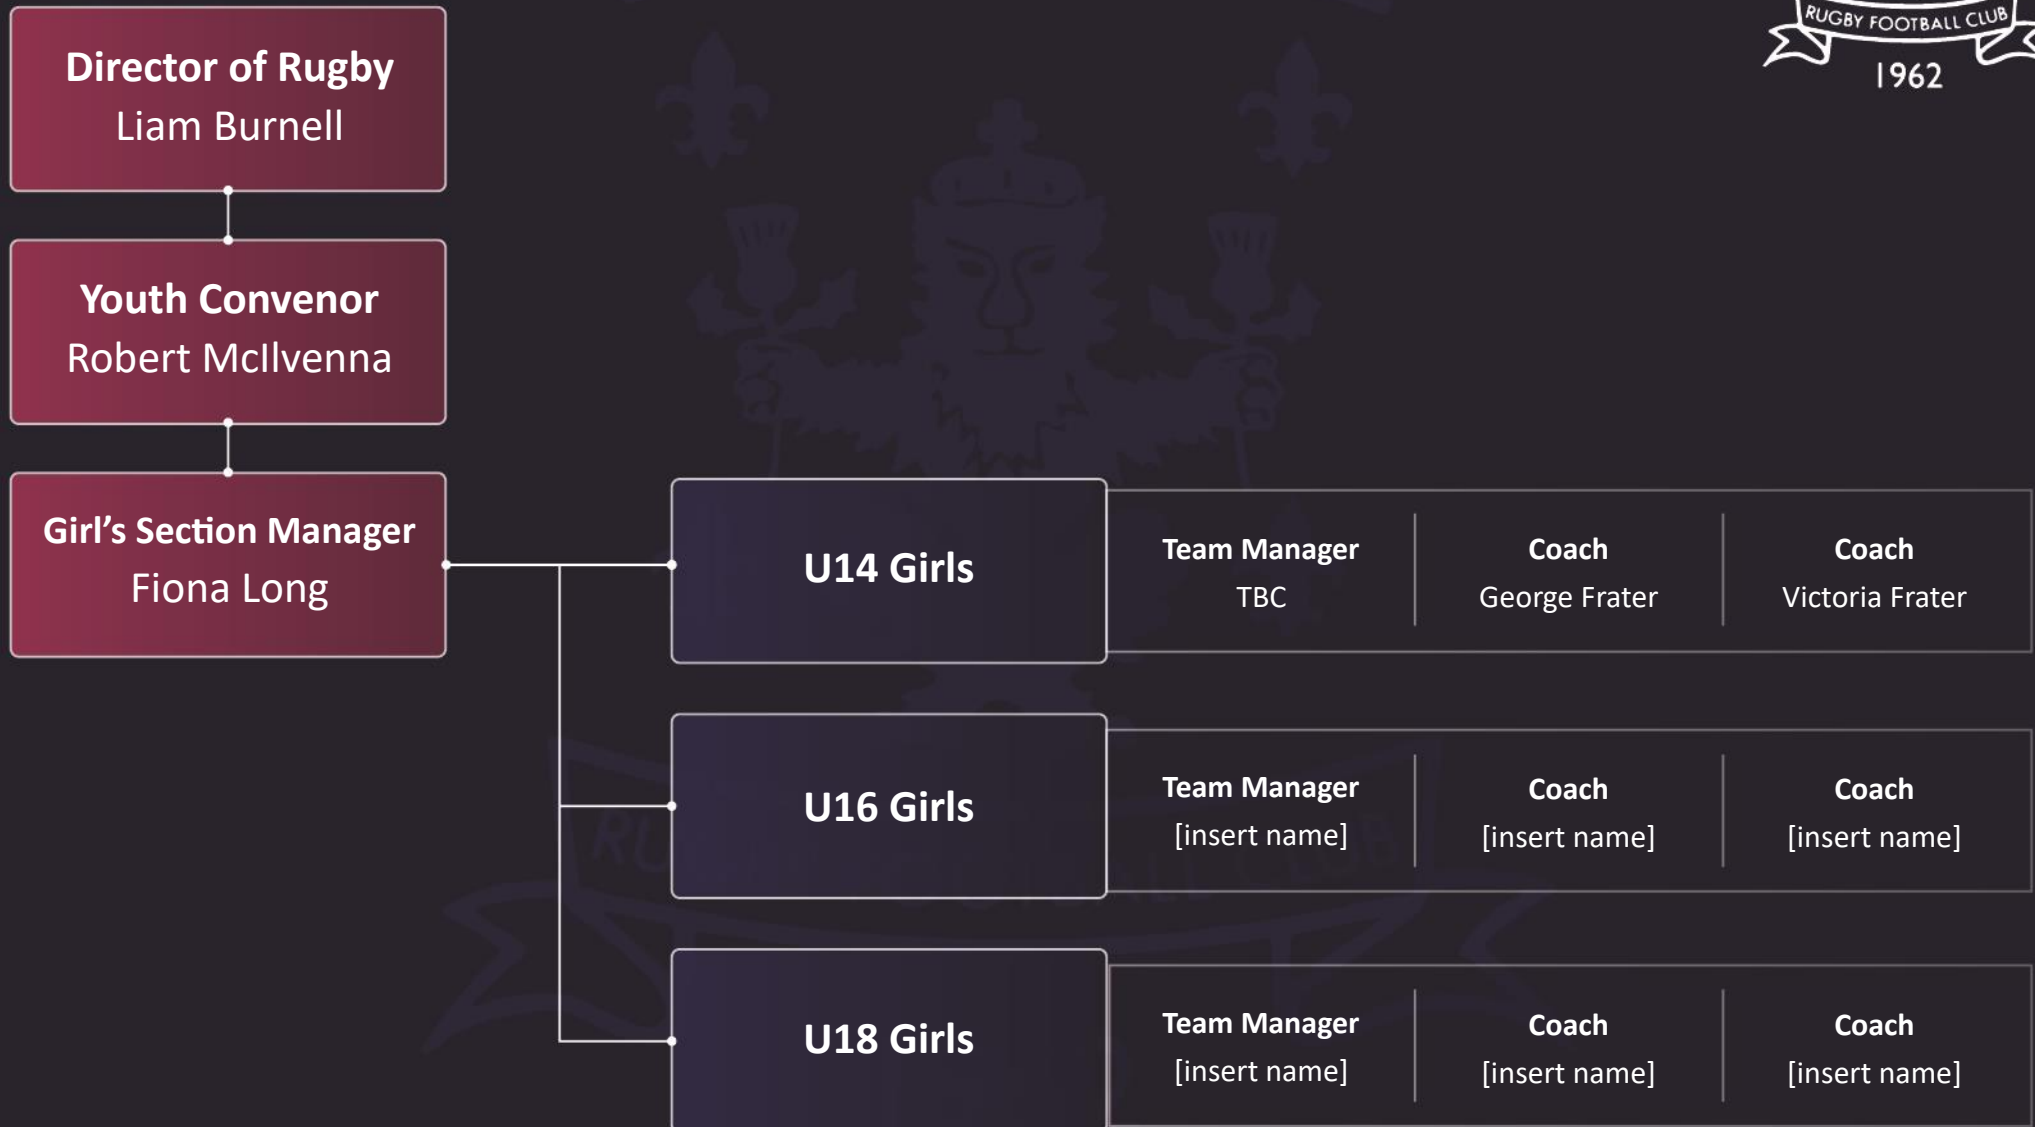 RUGBY FOOTBALL CLUB
1962
Director of Rugby
Liam Burnell
Youth Convenor
Robert McIlvenna
Girl’s Section Manager
Fiona Long
U14 Girls
Team Manager
TBC
Coach
George Frater
Coach
Victoria Frater
U16 Girls
Team Manager
[insert name]
Coach
[insert name]
Coach
[insert name]
U18 Girls
Team Manager
[insert name]
Coach
[insert name]
Coach
[insert name]